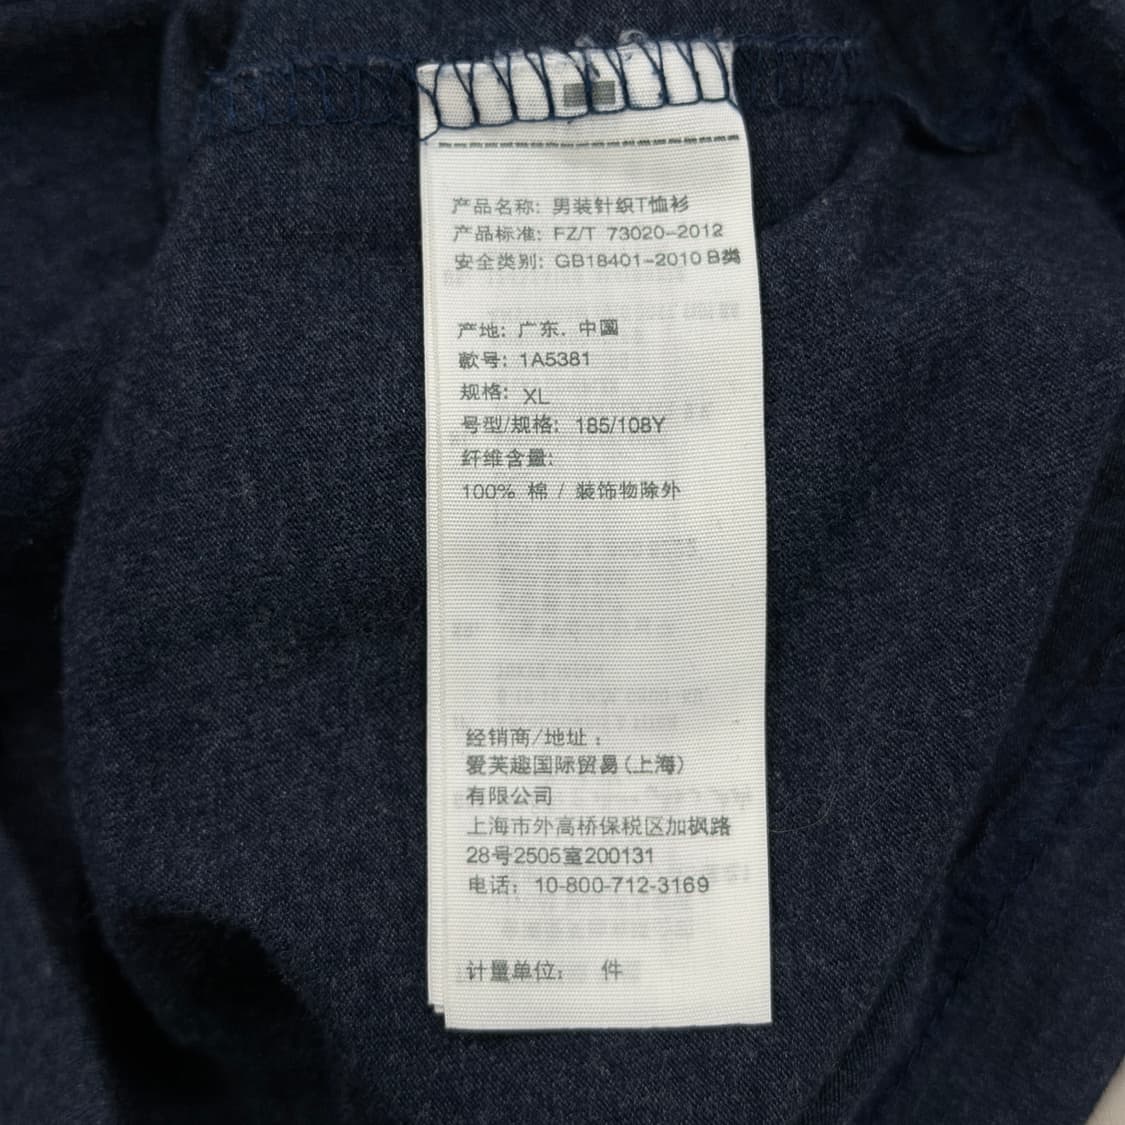 产品名称: 男装针织T恤衫
产品标准: FZ/T 73020-2012
安全类别: GB18401-2010 B类
产地: 广东, 中國
款号: 1A5381
规格: XL
号型/规格: 185/108Y
纤维含量:
100% 棉 / 装饰物除外
经销商/地址：
爱芙趣国际贸易(上海)
有限公司
上海市外高桥保税区加枫路
28号2505室200131
电话: 10-800-712-3169
计量单位: 件